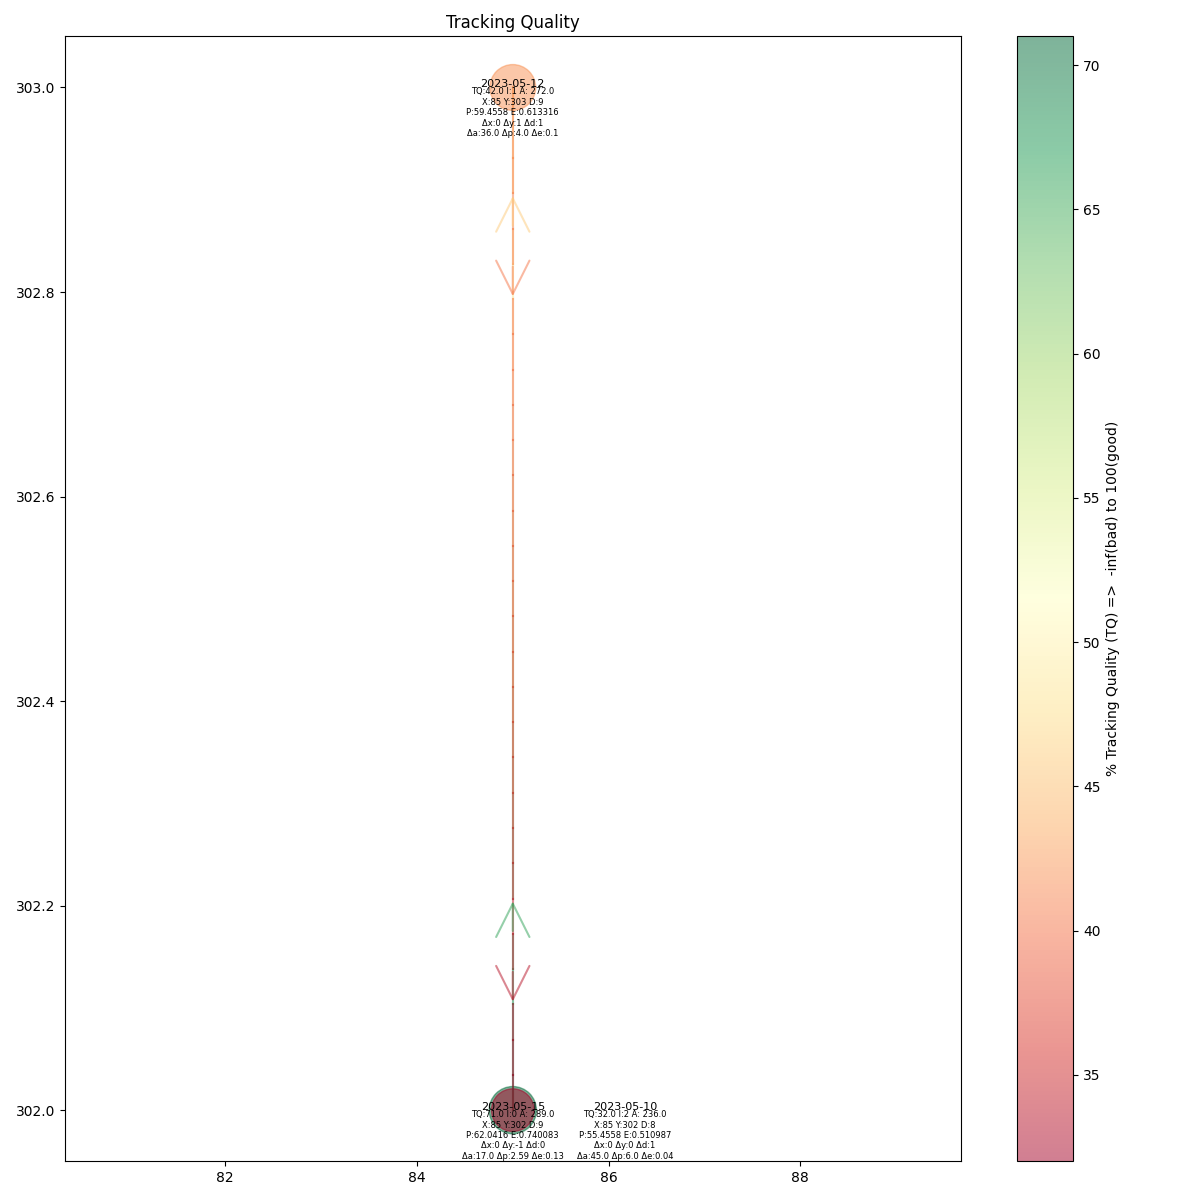 Tracking Quality
303.0
302.8
302.6
302.4
302.2
302.0
82
84
86
88
2023-05-12
TQ:42.0 I:1 A: 272.0
X:85 Y:303 D:9
P:59.4558 E:0.613316
Δx:0 Δy:1 Δd:1
Δa:36.0 Δp:4.0 Δe:0.1
2023-05-15
TQ:71.0 I:0 A: 289.0
X:85 Y:302 D:9
P:62.0416 E:0.740083
Δx:0 Δy:-1 Δd:0
Δa:17.0 Δp:2.59 Δe:0.13
2023-05-10
TQ:32.0 I:2 A: 236.0
X:85 Y:302 D:8
P:55.4558 E:0.510987
Δx:0 Δy:0 Δd:1
Δa:45.0 Δp:6.0 Δe:0.04
70
65
60
55
50
45
40
35
% Tracking Quality (TQ) =>  -inf(bad) to 100(good)